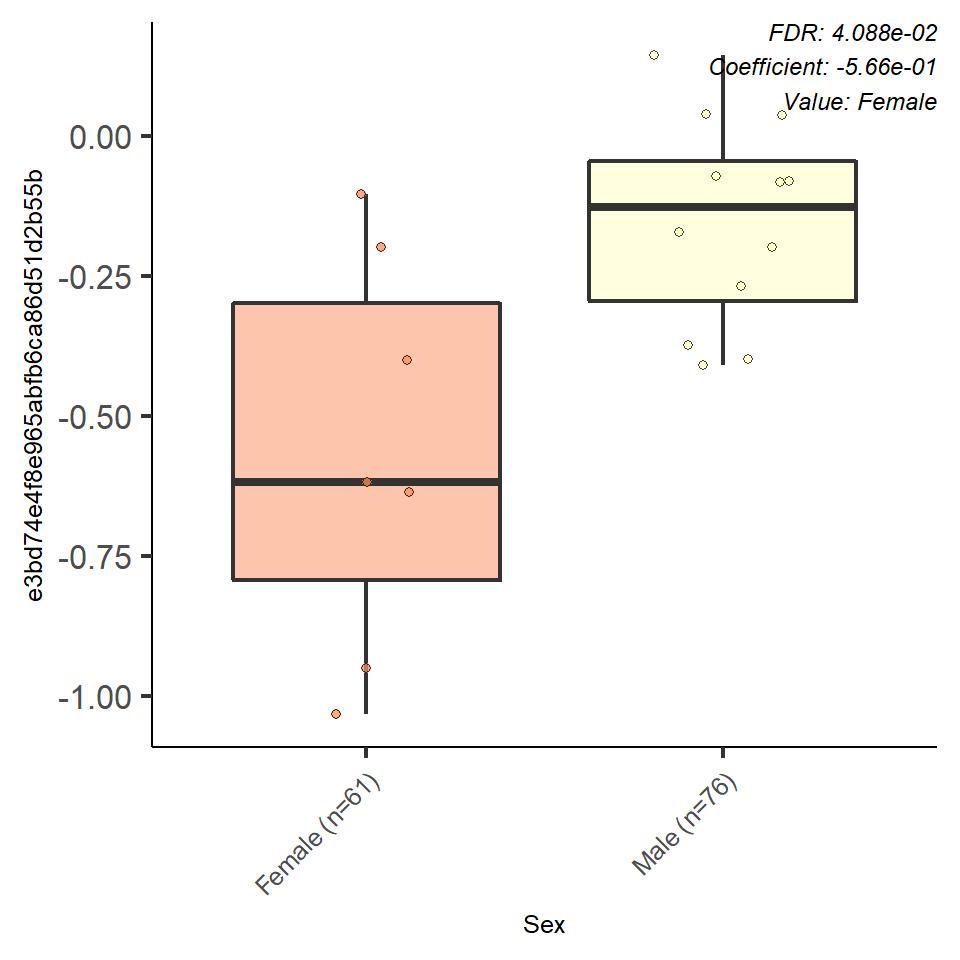 FDR: 4.088e-02
Coefficient: -5.66e-01
Value: Female
e3bd74e4f8e965abfb6ca86d51d2b55b
0.00
-0.25
-0.50
-0.75
-1.00
Female (n=61)
Male (n=76)
Sex